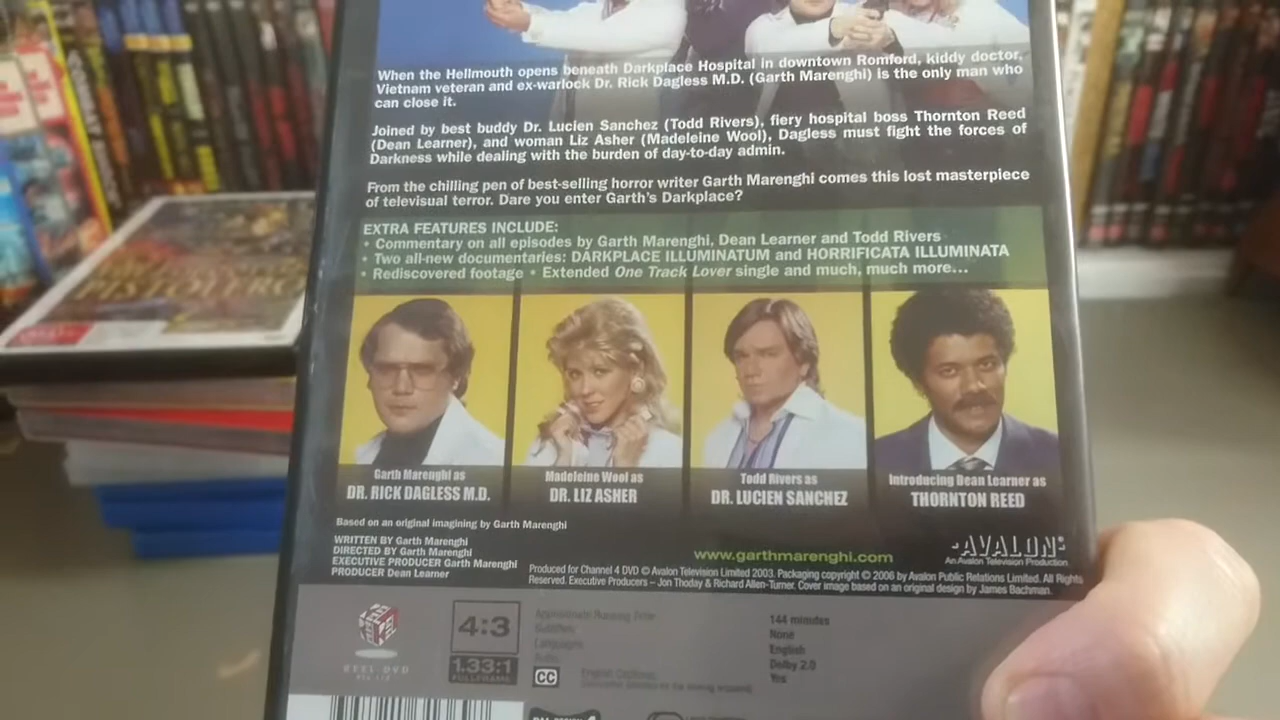 When the Hellmouth opens beneath Darkplace Hospital in downtown Romford, kiddy doctor,
Vietnam veteran and ex-warlock Dr. Rick Dagless M.D. (Garth Marenghi) is the only man who
can close it.
Joined by best buddy Dr. Lucien Sanchez (Todd Rivers), fiery hospital boss Thornton Reed
(Dean Learner), and woman Liz Asher (Madeleine Wool), Dagless must fight the forces of
Darkness while dealing with the burden of day-to-day admin.
From the chilling pen of best-selling horror writer Garth Marenghi comes this lost masterpiece
of televisual terror. Dare you enter Garth's Darkplace?
EXTRA FEATURES INCLUDE:
• Commentary on all episodes by Garth Marenghi, Dean Learner and Todd Rivers
• Two all-new documentaries: DARKPLACE ILLUMINATUM and HORRIFICATA ILLUMINATA
• Rediscovered footage • Extended One Track Lover single and much, much more...
Garth Marenghi as
DR. RICK DAGLESS M.D.
Madeleine Wool as
DR. LIZ ASHER
Todd Rivers as
DR. LUCIEN SANCHEZ
Introducing Dean Learner as
THORNTON REED
Based on an original imagining by Garth Marenghi
WRITTEN BY Garth Marenghi
DIRECTED BY Garth Marenghi
EXECUTIVE PRODUCER Garth Marenghi
PRODUCER Dean Learner
www.garthmarenghi.com
AVALON
An Avalon Television Production
Produced for Channel 4 DVD © Avalon Television Limited 2003. Packaging copyright © 2006 by Avalon Public Relations Limited. All Rights
Reserved. Executive Producers – Jon Thoday & Richard Allen-Turner. Cover image based on an original design by James Bachman.
4:3
1.33:1
FULLFRAME
REEL DVD
Approximate Running Time 144 minutes
Subtitles None
Languages English
Audio Dolby 2.0
CC English Captions Yes